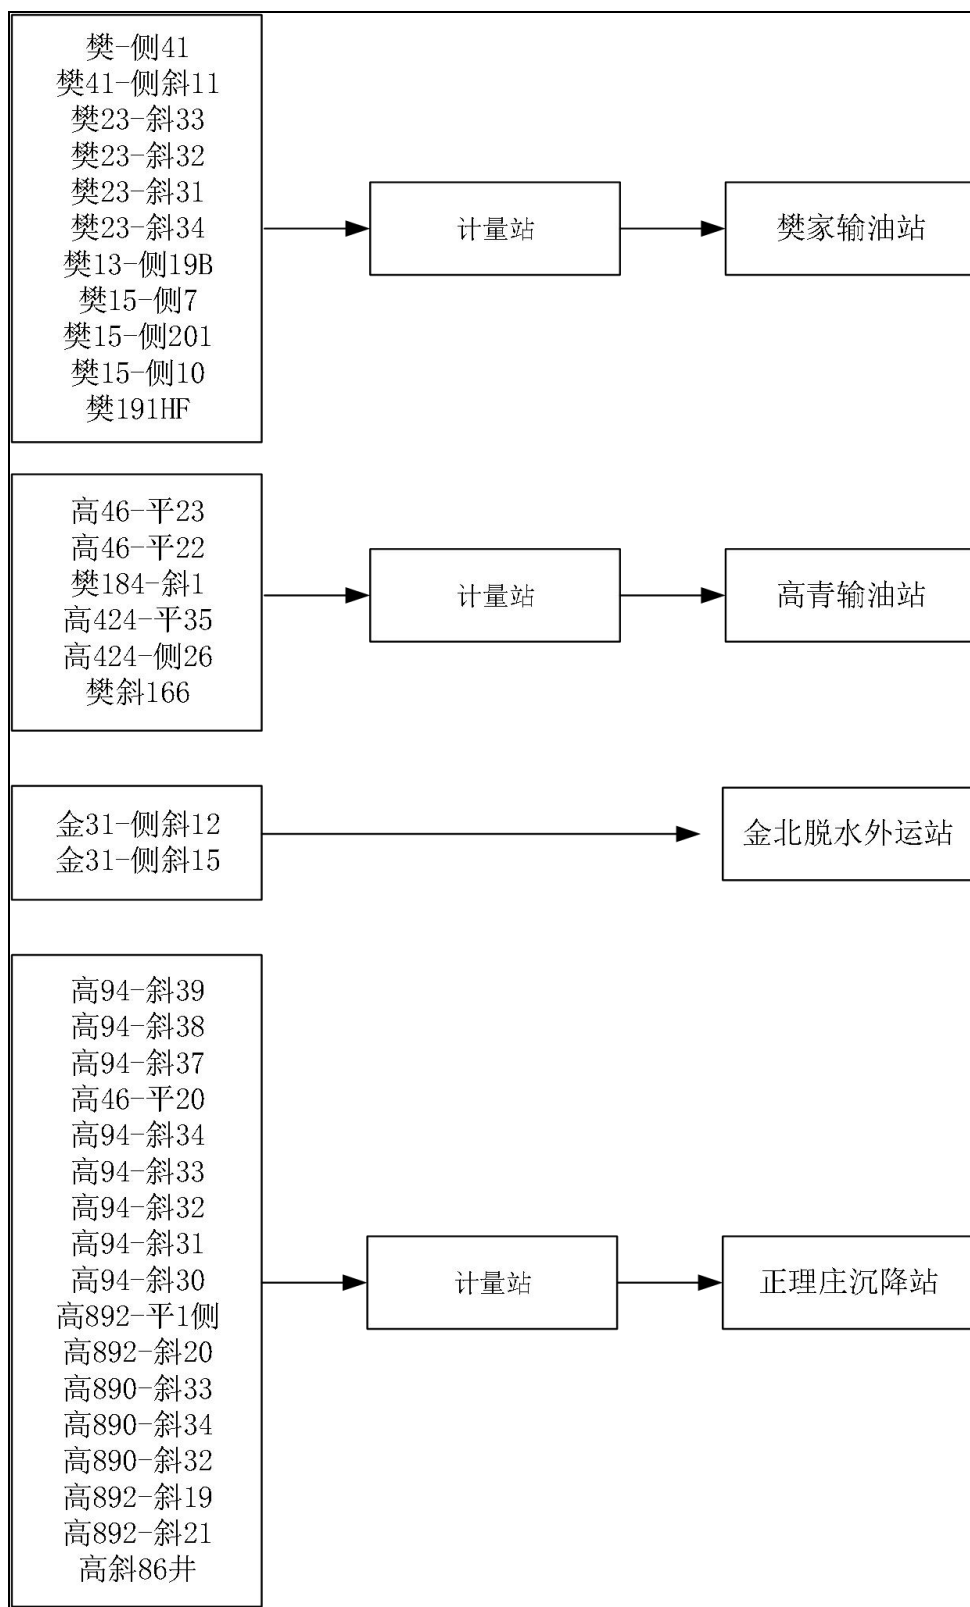 樊-侧41
樊41-侧斜11
樊23-斜33
樊23-斜32
樊23-斜31
樊23-斜34
樊13-侧19B
樊15-侧7
樊15-侧201
樊15-侧10
樊191HF
计量站
樊家输油站
高46-平23
高46-平22
樊184-斜1
高424-平35
高424-侧26
樊斜166
计量站
高青输油站
金31-侧斜12
金31-侧斜15
金北脱水外运站
高94-斜39
高94-斜38
高94-斜37
高46-平20
高94-斜34
高94-斜33
高94-斜32
高94-斜31
高94-斜30
高892-平1侧
高892-斜20
高890-斜33
高890-斜34
高890-斜32
高892-斜19
高892-斜21
高斜86井
计量站
正理庄沉降站